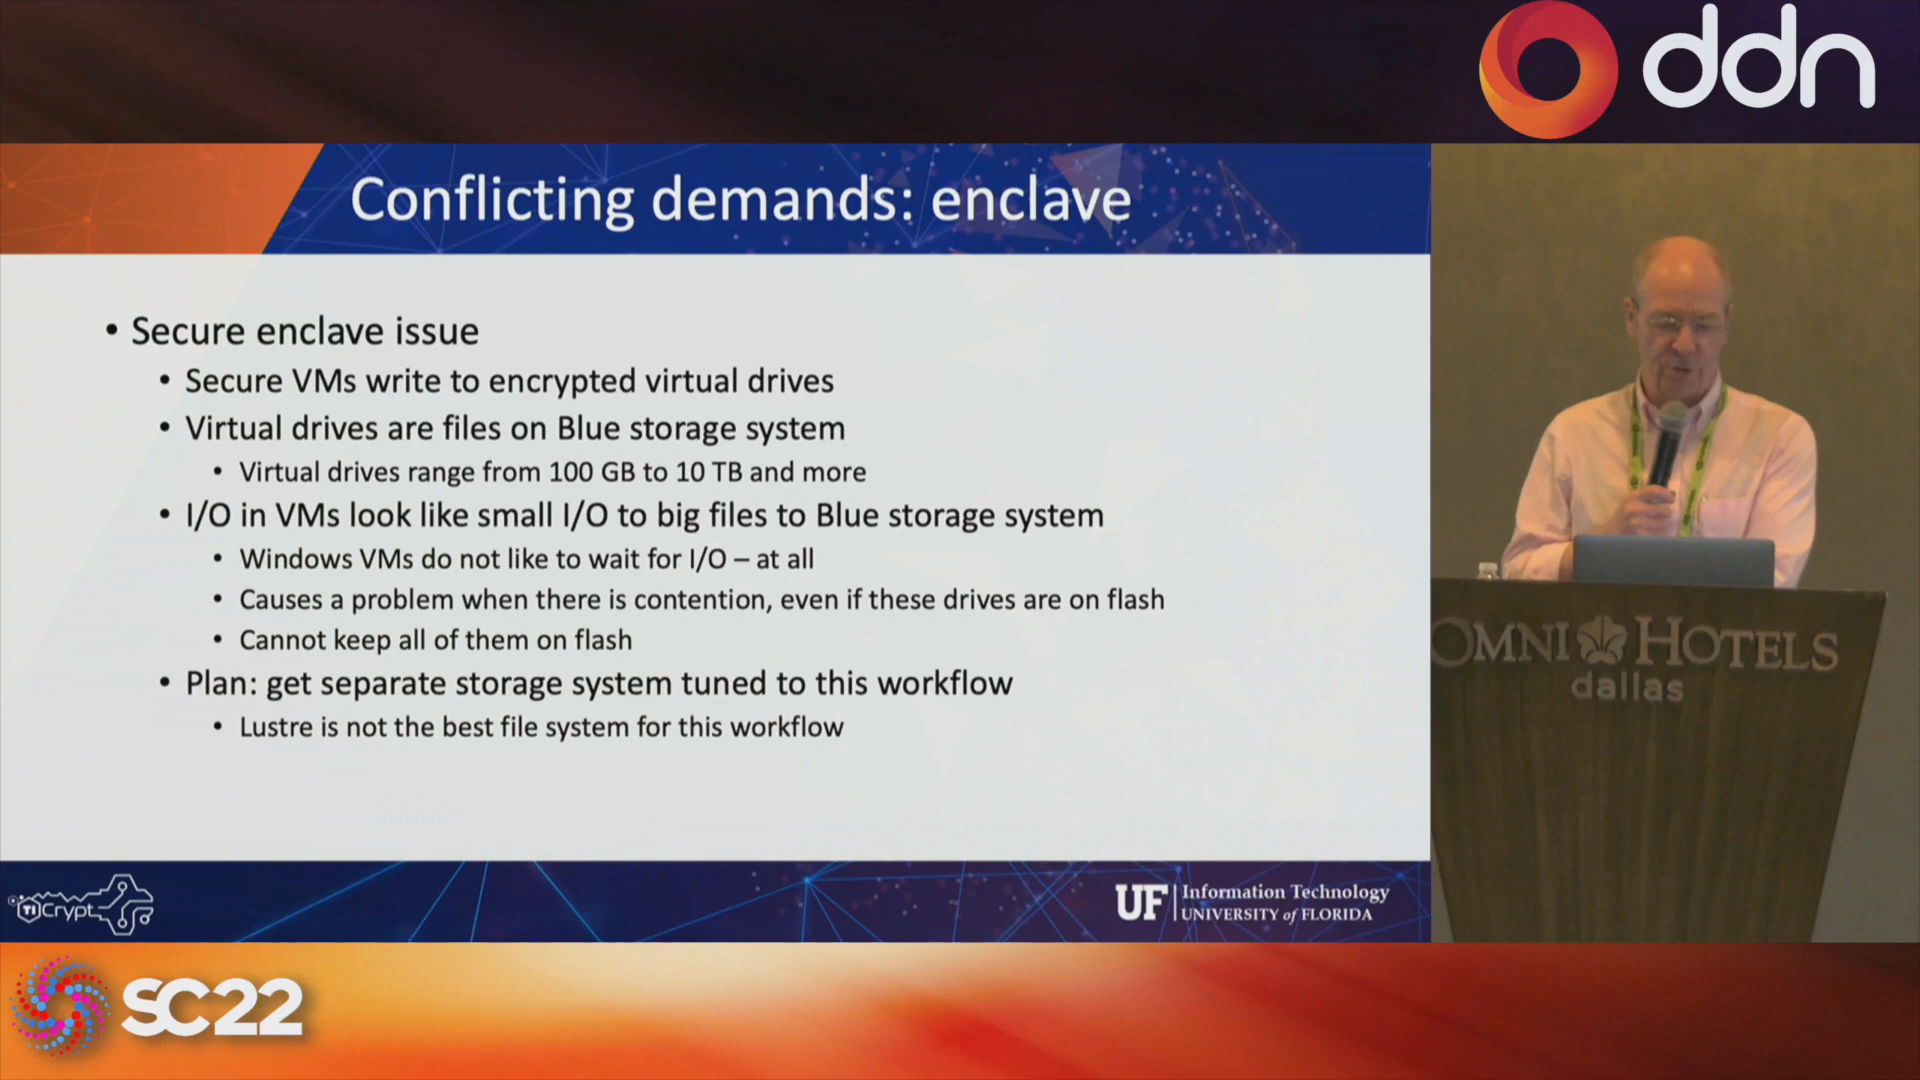 ddn
Conflicting demands: enclave
• Secure enclave issue
• Secure VMs write to encrypted virtual drives
• Virtual drives are files on Blue storage system
• Virtual drives range from 100 GB to 10 TB and more
• I/O in VMs look like small I/O to big files to Blue storage system
• Windows VMs do not like to wait for I/O – at all
• Causes a problem when there is contention, even if these drives are on flash
• Cannot keep all of them on flash
• Plan: get separate storage system tuned to this workflow
• Lustre is not the best file system for this workflow
OMNI HOTELS
dallas
TiCrypt
UF Information Technology
UNIVERSITY of FLORIDA
SC22